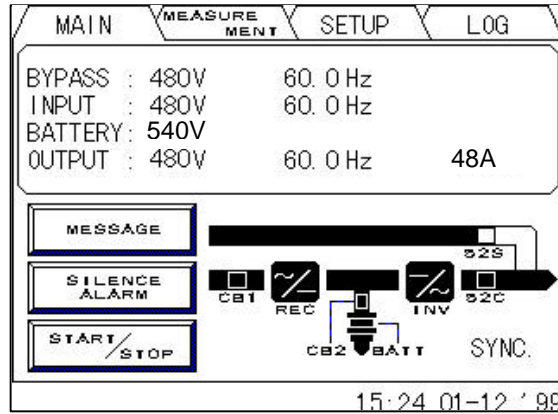 MAIN
MEASURE
MENT
SETUP
LOG
BYPASS : 480V 60.0Hz
INPUT : 480V 60.0Hz
BATTERY: 540V
OUTPUT : 480V 60.0Hz 48A
MESSAGE
52S
SILENCE
ALARM
CB1
REC
INV
52C
START/
STOP
CB2
BATT
SYNC.
15:24 01-12 '99